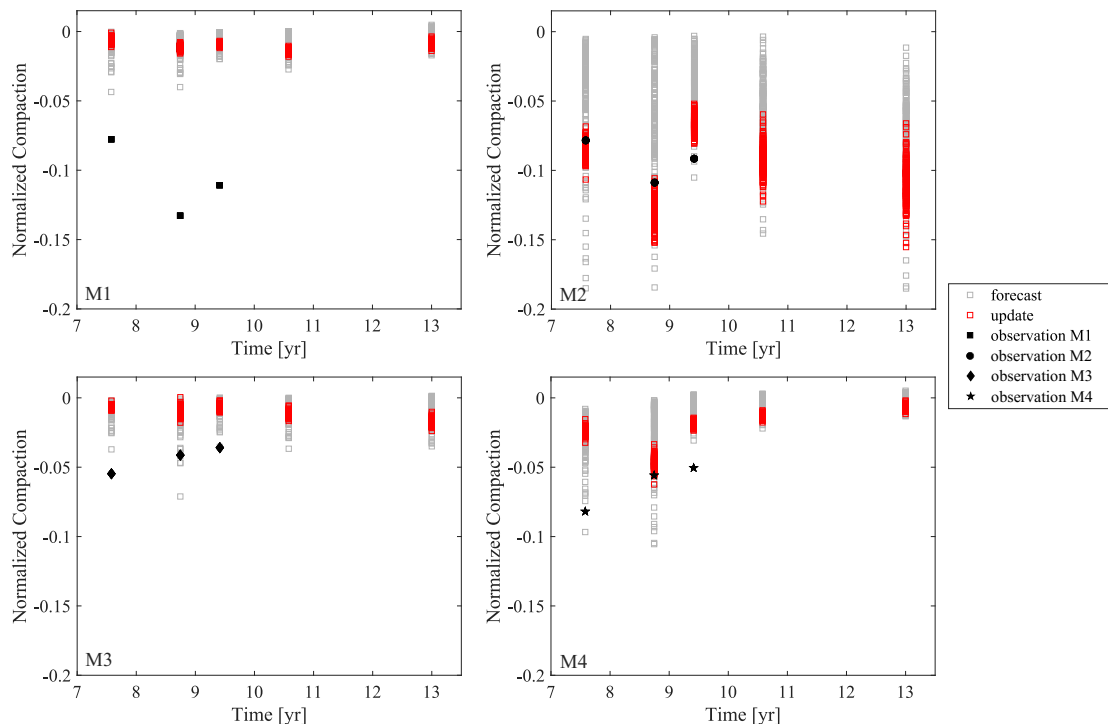 0
-0.05
-0.1
-0.15
-0.2
Normalized Compaction
M1
7 8 9 10 11 12 13
Time [yr]
0
-0.05
-0.1
-0.15
-0.2
Normalized Compaction
M2
7 8 9 10 11 12 13
Time [yr]
forecast
update
observation M1
observation M2
observation M3
observation M4
0
-0.05
-0.1
-0.15
-0.2
Normalized Compaction
M3
7 8 9 10 11 12 13
Time [yr]
0
-0.05
-0.1
-0.15
-0.2
Normalized Compaction
M4
7 8 9 10 11 12 13
Time [yr]